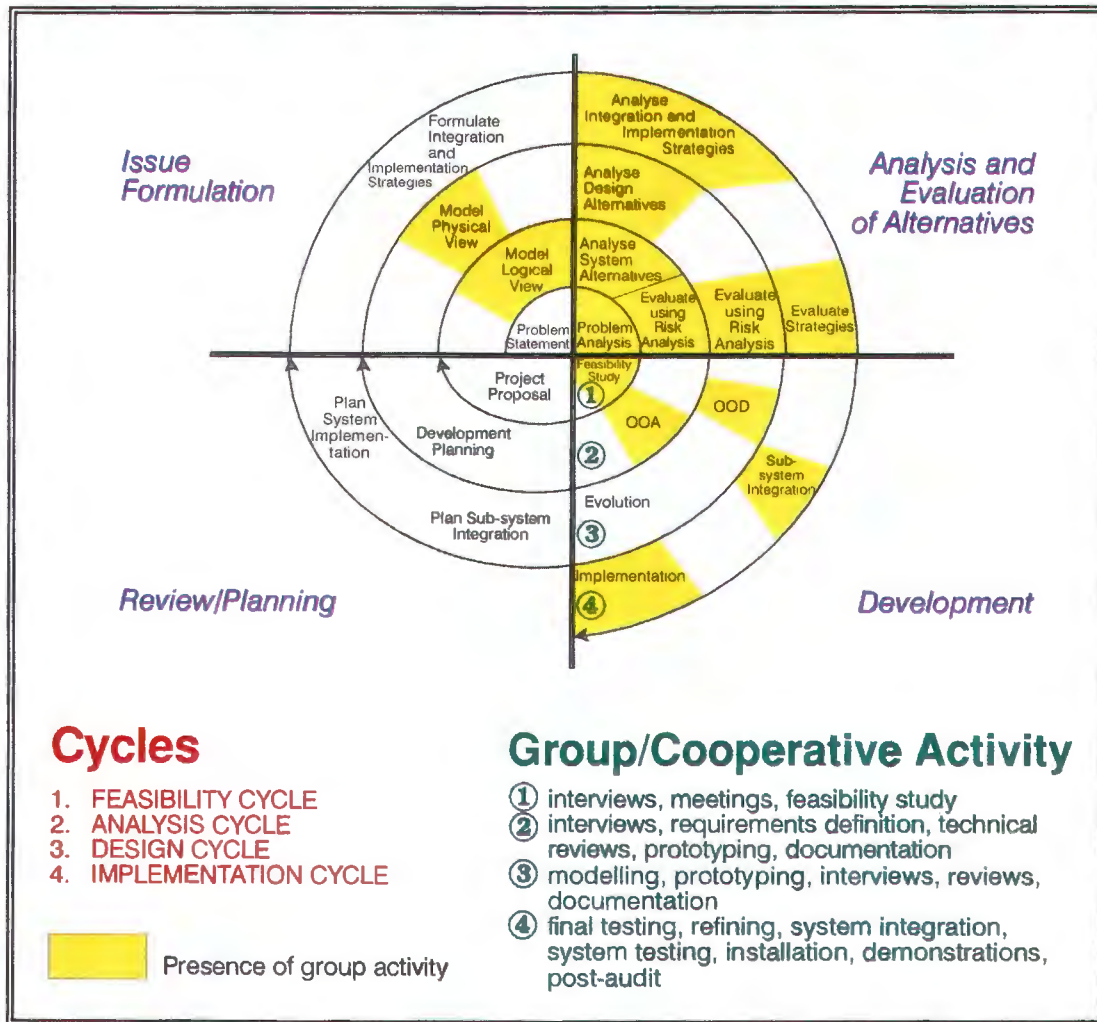 Issue
Formulation
Formulate
Integration
and
Implementation
Strategies
Model
Physical
View
Model
Logical
View
Problem
Statement
Analyse
Integration and
Implementation
Strategies
Analyse
Design
Alternatives
Analyse
System
Alternatives
Problem
Analysis
Evaluate
using
Risk
Analysis
Evaluate
using
Risk
Analysis
Evaluate
Strategies
Analysis and
Evaluation
of Alternatives
Project
Proposal
Development
Planning
Plan
System
Implemen-
tation
Plan Sub-system
Integration
Review/Planning
Feasibility
Study
1
OOA
2
OOD
Sub-
system
Integration
Evolution
3
Implementation
4
Development
Cycles
1. FEASIBILITY CYCLE
2. ANALYSIS CYCLE
3. DESIGN CYCLE
4. IMPLEMENTATION CYCLE
Presence of group activity
Group/Cooperative Activity
1 interviews, meetings, feasibility study
2 interviews, requirements definition, technical
reviews, prototyping, documentation
3 modelling, prototyping, interviews, reviews,
documentation
4 final testing, refining, system integration,
system testing, installation, demonstrations,
post-audit